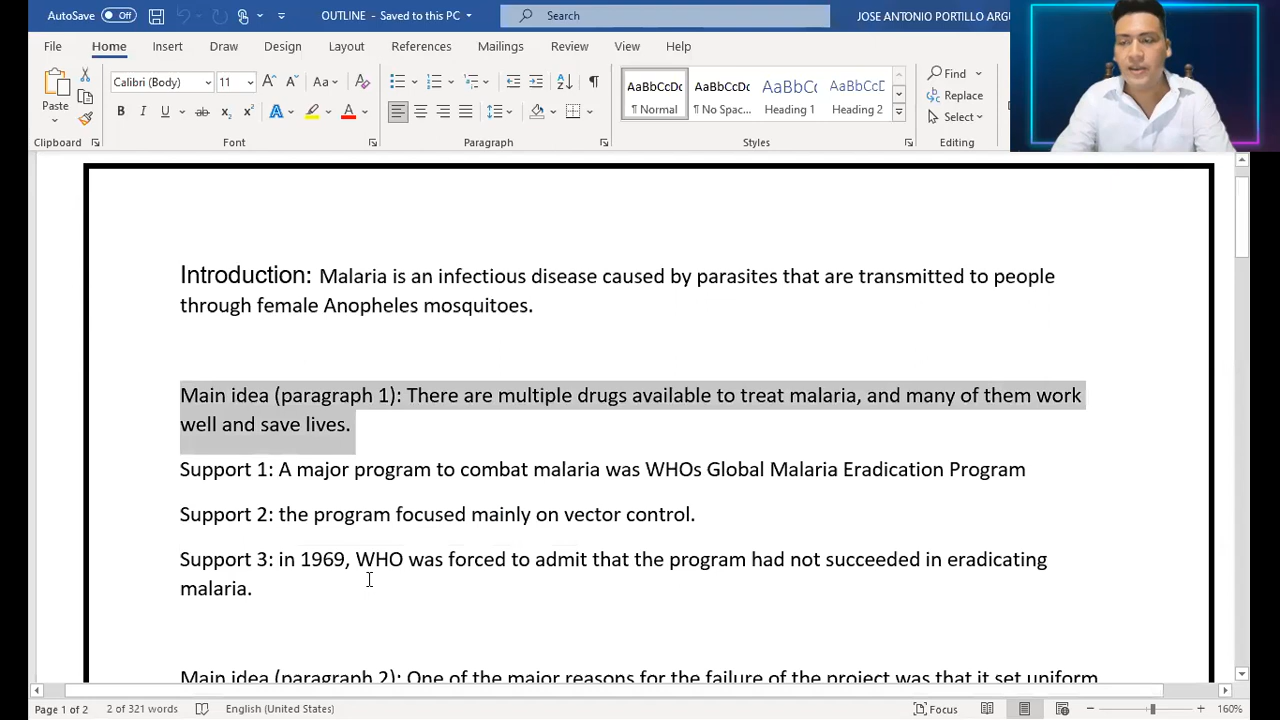 AutoSave Off OUTLINE - Saved to this PC Search JOSE ANTONIO PORTILLO ARGU
File Home Insert Draw Design Layout References Mailings Review View Help
Paste Calibri (Body) 11 Aa AaBbCcDc AaBbCcDc AaBbC AaBbCcD Find
B I U ab x₂ x² A A Normal No Spac... Heading 1 Heading 2 Replace
Select
Clipboard Font Paragraph Styles Editing
Introduction: Malaria is an infectious disease caused by parasites that are transmitted to people
through female Anopheles mosquitoes.
Main idea (paragraph 1): There are multiple drugs available to treat malaria, and many of them work
well and save lives.
Support 1: A major program to combat malaria was WHOs Global Malaria Eradication Program
Support 2: the program focused mainly on vector control.
Support 3: in 1969, WHO was forced to admit that the program had not succeeded in eradicating
malaria.
Main idea (paragraph 2): One of the major reasons for the failure of the project was that it set uniform
Page 1 of 2 2 of 321 words English (United States) Focus 160%